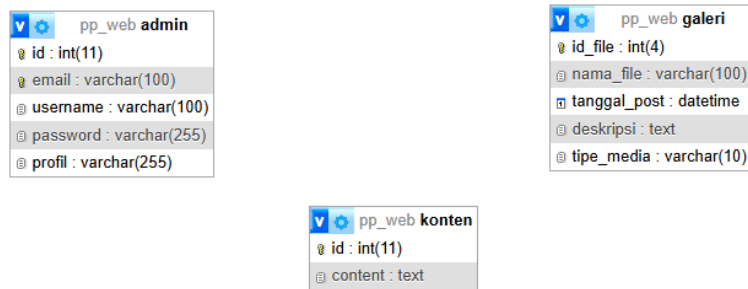 v pp_web admin
id : int(11)
email : varchar(100)
username : varchar(100)
password : varchar(255)
profil : varchar(255)
v pp_web galeri
id_file : int(4)
nama_file : varchar(100)
tanggal_post : datetime
deskripsi : text
tipe_media : varchar(10)
v pp_web konten
id : int(11)
content : text